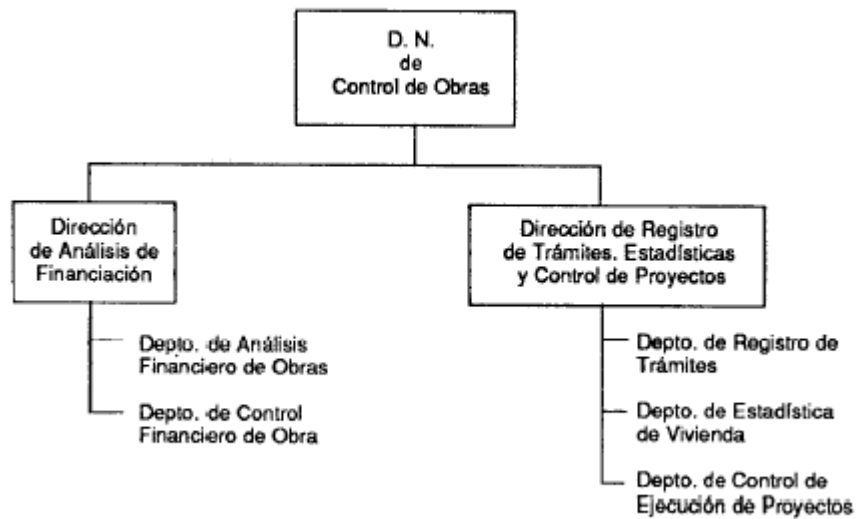 D. N.
de
Control de Obras
Dirección
de Análisis de
Financiación
Dirección de Registro
de Trámites. Estadísticas
y Control de Proyectos
Depto. de Análisis
Financiero de Obras
Depto. de Control
Financiero de Obra
Depto. de Registro de
Trámites
Depto. de Estadística
de Vivienda
Depto. de Control de
Ejecución de Proyectos